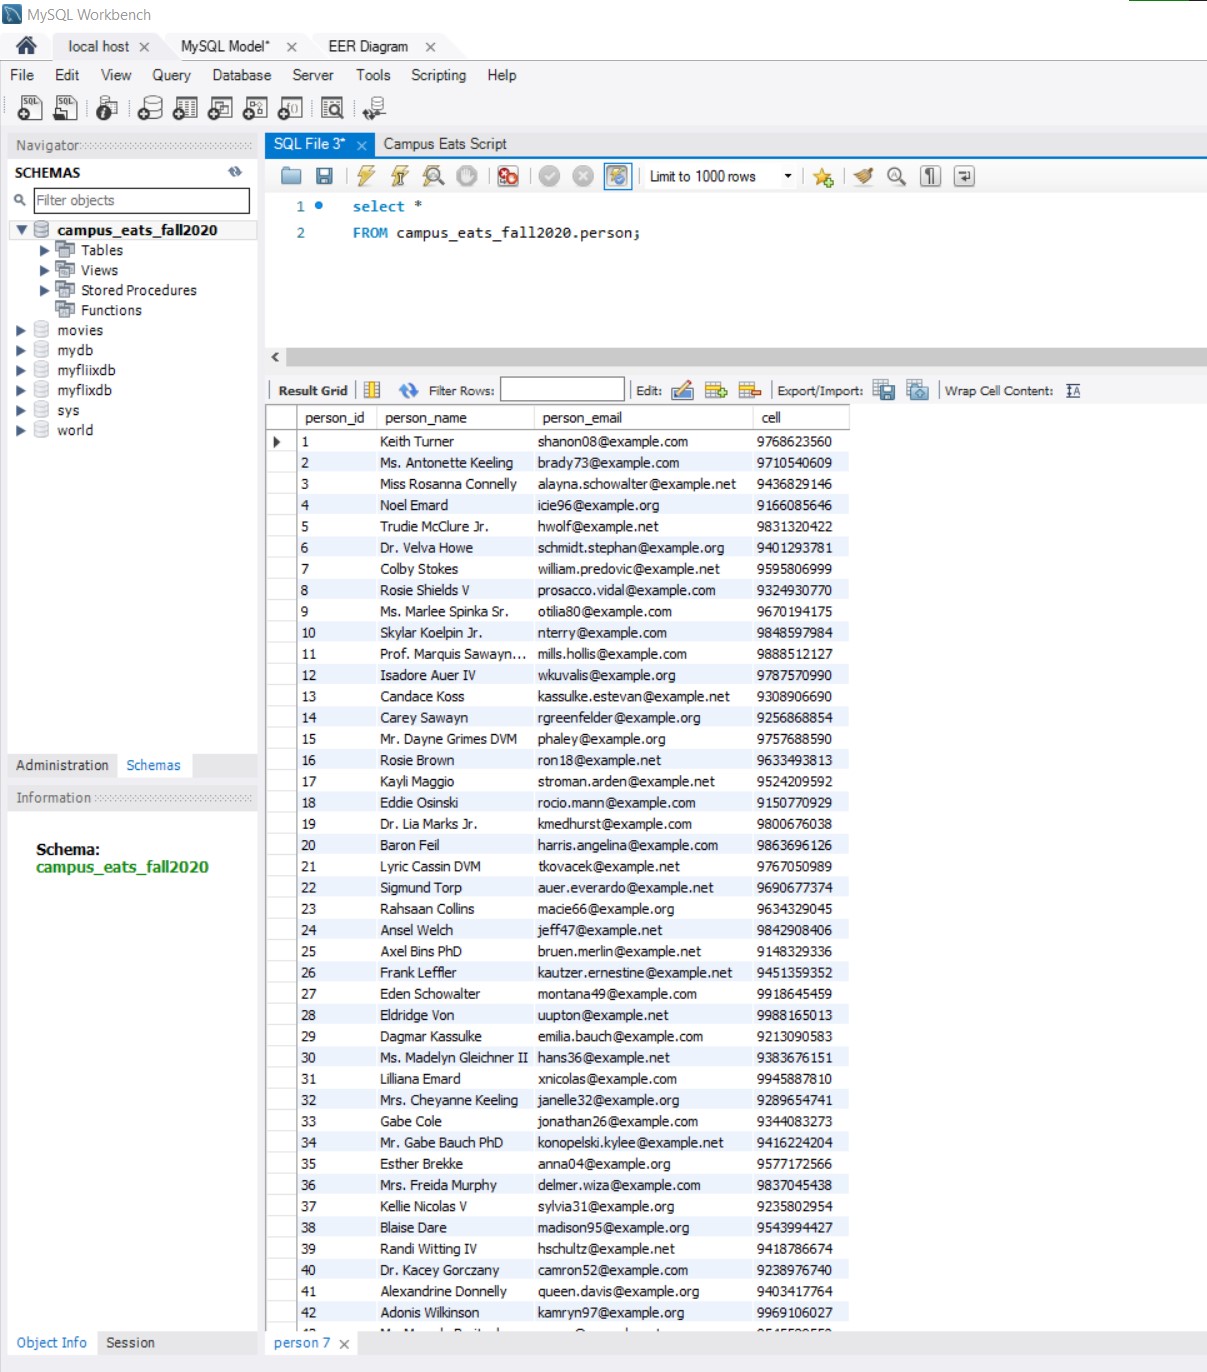 MySQL Workbench
local host
MySQL Model*
EER Diagram
File Edit View Query Database Server Tools Scripting Help
Navigator
SCHEMAS
Filter objects
campus_eats_fall2020
Tables
Views
Stored Procedures
Functions
movies
mydb
myfliixdb
myflixdb
sys
world
Administration Schemas
Information
Schema:
campus_eats_fall2020
Object Info Session
SQL File 3* Campus Eats Script
Limit to 1000 rows
1 select *
2 FROM campus_eats_fall2020.person;
Result Grid Filter Rows: Edit: Export/Import: Wrap Cell Content:
person_id person_name person_email cell
1 Keith Turner shanon08@example.com 9768623560
2 Ms. Antonette Keeling brady73@example.com 9710540609
3 Miss Rosanna Connelly alayna.schowalter@example.net 9436829146
4 Noel Emard icie96@example.org 9166085646
5 Trudie McClure Jr. hwolf@example.net 9831320422
6 Dr. Velva Howe schmidt.stephan@example.org 9401293781
7 Colby Stokes william.predovic@example.net 9595806999
8 Rosie Shields V prosacco.vidal@example.com 9324930770
9 Ms. Marlee Spinka Sr. otilia80@example.com 9670194175
10 Skylar Koelpin Jr. nterry@example.com 9848597984
11 Prof. Marquis Sawayn... mills.hollis@example.com 9888512127
12 Isadore Auer IV wkuvalis@example.org 9787570990
13 Candace Koss kassulke.estevan@example.net 9308906690
14 Carey Sawayn rgreenfelder@example.org 9256868854
15 Mr. Dayne Grimes DVM phaley@example.org 9757688590
16 Rosie Brown ron18@example.net 9633493813
17 Kayli Maggio stroman.arden@example.net 9524209592
18 Eddie Osinski rocio.mann@example.com 9150770929
19 Dr. Lia Marks Jr. kmedhurst@example.com 9800676038
20 Baron Feil harris.angelina@example.com 9863696126
21 Lyric Cassin DVM tkovacek@example.net 9767050989
22 Sigmund Torp auer.everardo@example.net 9690677374
23 Rahsaan Collins macie66@example.org 9634329045
24 Ansel Welch jeff47@example.net 9842908406
25 Axel Bins PhD bruen.merlin@example.net 9148329336
26 Frank Leffler kautzer.ernestine@example.net 9451359352
27 Eden Schowalter montana49@example.com 9918645459
28 Eldridge Von uupton@example.net 9988165013
29 Dagmar Kassulke emilia.bauch@example.com 9213090583
30 Ms. Madelyn Gleichner II hans36@example.net 9383676151
31 Lilliana Emard xnicolas@example.com 9945887810
32 Mrs. Cheyanne Keeling janelle32@example.org 9289654741
33 Gabe Cole jonathan26@example.com 9344083273
34 Mr. Gabe Bauch PhD konopelski.kylee@example.net 9416224204
35 Esther Brekke anna04@example.org 9577172566
36 Mrs. Freida Murphy delmer.wiza@example.com 9837045438
37 Kellie Nicolas V sylvia31@example.org 9235802954
38 Blaise Dare madison95@example.org 9543994427
39 Randi Witting IV hschultz@example.net 9418786674
40 Dr. Kacey Gorczany camron52@example.com 9238976740
41 Alexandrine Donnelly queen.davis@example.org 9403417764
42 Adonis Wilkinson kamryn97@example.org 9969106027
person 7